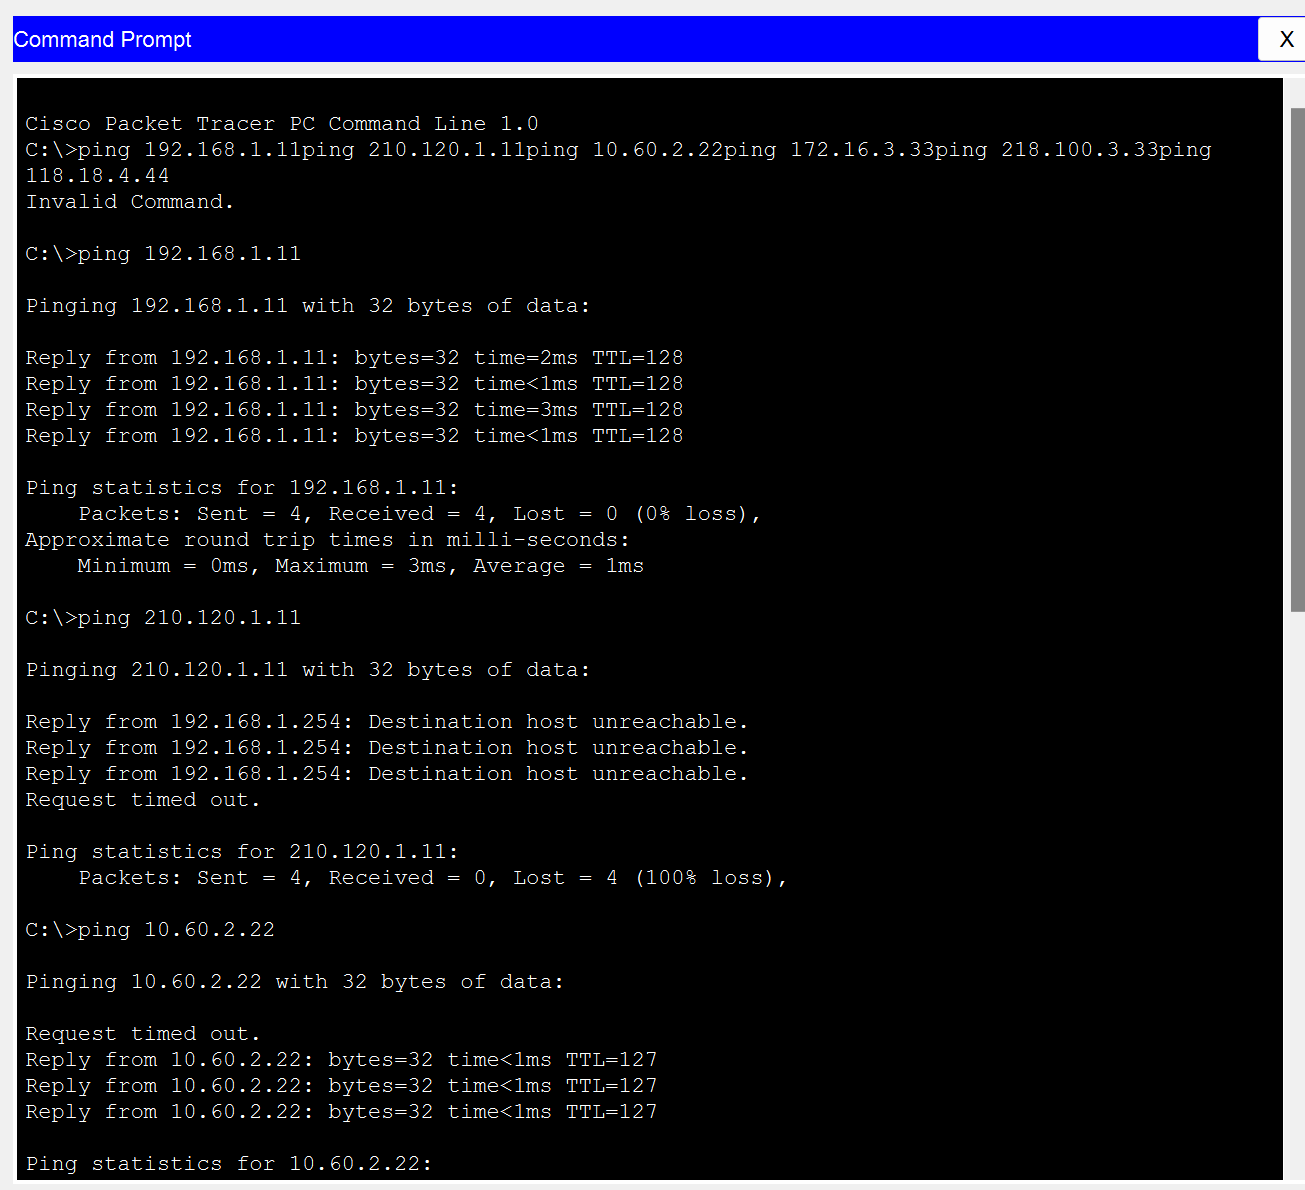 Command Prompt
X
Cisco Packet Tracer PC Command Line 1.0
C:\>ping 192.168.1.11ping 210.120.1.11ping 10.60.2.22ping 172.16.3.33ping 218.100.3.33ping
118.18.4.44
Invalid Command.
C:\>ping 192.168.1.11
Pinging 192.168.1.11 with 32 bytes of data:
Reply from 192.168.1.11: bytes=32 time=2ms TTL=128
Reply from 192.168.1.11: bytes=32 time<1ms TTL=128
Reply from 192.168.1.11: bytes=32 time=3ms TTL=128
Reply from 192.168.1.11: bytes=32 time<1ms TTL=128
Ping statistics for 192.168.1.11:
    Packets: Sent = 4, Received = 4, Lost = 0 (0% loss),
Approximate round trip times in milli-seconds:
    Minimum = 0ms, Maximum = 3ms, Average = 1ms
C:\>ping 210.120.1.11
Pinging 210.120.1.11 with 32 bytes of data:
Reply from 192.168.1.254: Destination host unreachable.
Reply from 192.168.1.254: Destination host unreachable.
Reply from 192.168.1.254: Destination host unreachable.
Request timed out.
Ping statistics for 210.120.1.11:
    Packets: Sent = 4, Received = 0, Lost = 4 (100% loss),
C:\>ping 10.60.2.22
Pinging 10.60.2.22 with 32 bytes of data:
Request timed out.
Reply from 10.60.2.22: bytes=32 time<1ms TTL=127
Reply from 10.60.2.22: bytes=32 time<1ms TTL=127
Reply from 10.60.2.22: bytes=32 time<1ms TTL=127
Ping statistics for 10.60.2.22: